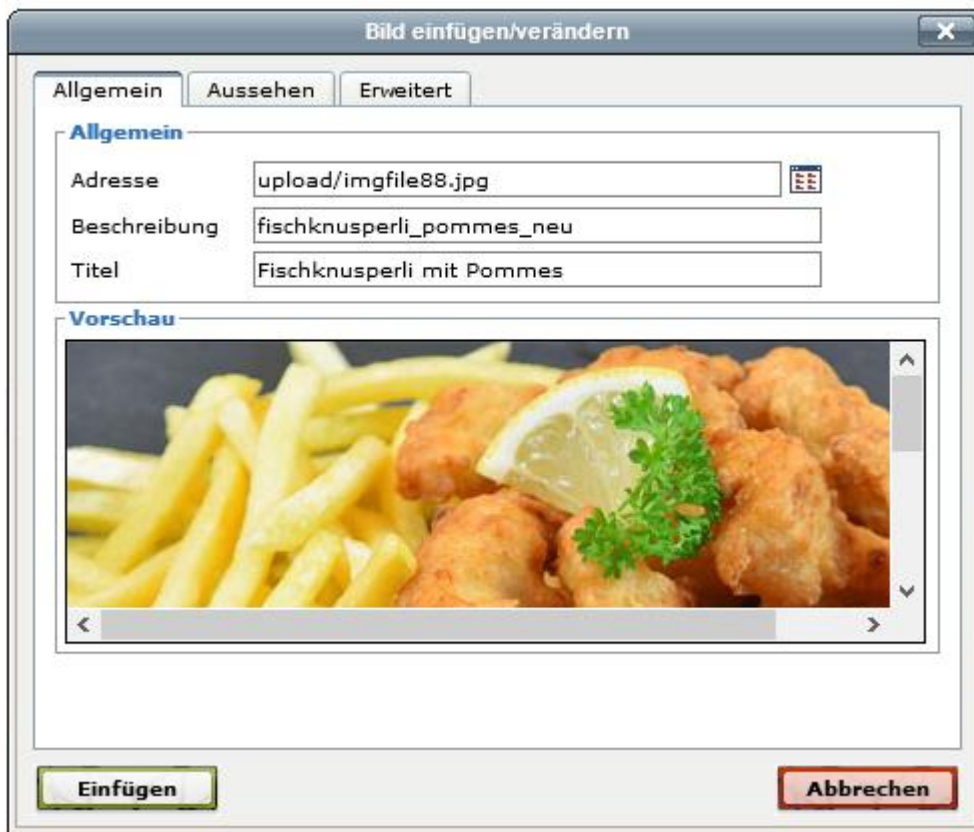 Bild einfügen/verändern
Allgemein Aussehen Erweitert
Allgemein
Adresse upload/imgfile88.jpg
Beschreibung fischknusperli_pommes_neu
Titel Fischknusperli mit Pommes
Vorschau
Einfügen Abbrechen